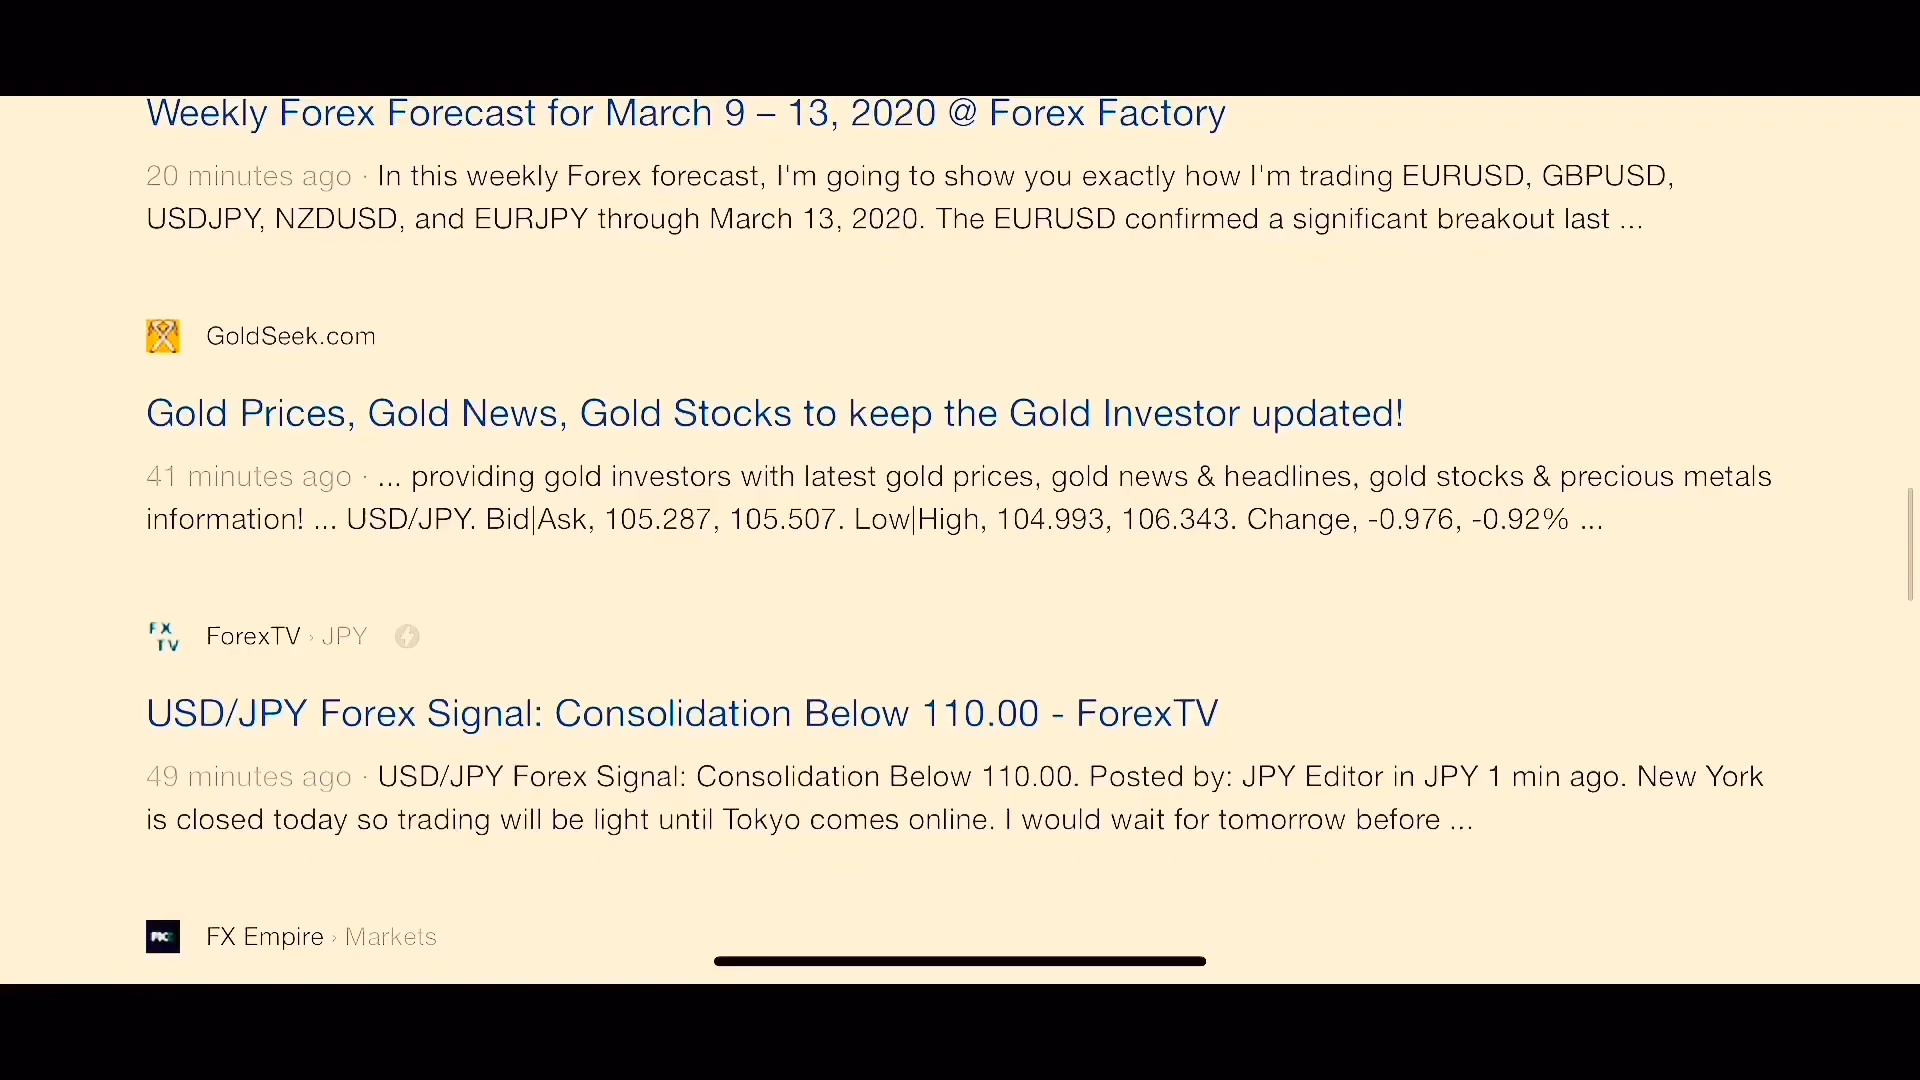 Weekly Forex Forecast for March 9 – 13, 2020 @ Forex Factory
20 minutes ago · In this weekly Forex forecast, I'm going to show you exactly how I'm trading EURUSD, GBPUSD,
USDJPY, NZDUSD, and EURJPY through March 13, 2020. The EURUSD confirmed a significant breakout last ...
GoldSeek.com
Gold Prices, Gold News, Gold Stocks to keep the Gold Investor updated!
41 minutes ago · ... providing gold investors with latest gold prices, gold news & headlines, gold stocks & precious metals
information! ... USD/JPY. Bid|Ask, 105.287, 105.507. Low|High, 104.993, 106.343. Change, -0.976, -0.92% ...
FX
TV
ForexTV › JPY
USD/JPY Forex Signal: Consolidation Below 110.00 - ForexTV
49 minutes ago · USD/JPY Forex Signal: Consolidation Below 110.00. Posted by: JPY Editor in JPY 1 min ago. New York
is closed today so trading will be light until Tokyo comes online. I would wait for tomorrow before ...
FX Empire › Markets